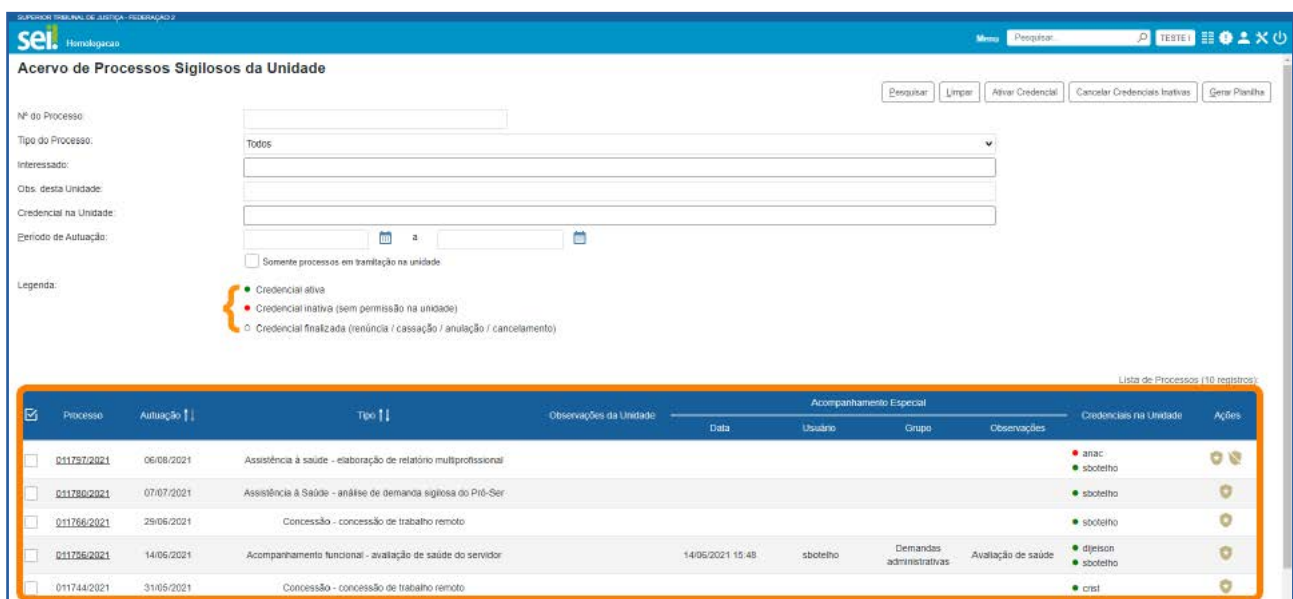 SUPERIOR TRIBUNAL DE JUSTIÇA - FEDERAÇÃO 2
sei! Homologacao Menu Pesquisar... TESTE I
Acervo de Processos Sigilosos da Unidade
Pesquisar Limpar Ativar Credencial Cancelar Credenciais Inativas Gerar Planilha
Nº do Processo:
Tipo do Processo: Todos
Interessado:
Obs. desta Unidade:
Credencial na Unidade:
Período de Autuação: a
Somente processos em tramitação na unidade
Legenda:
Credencial ativa
Credencial inativa (sem permissão na unidade)
Credencial finalizada (renúncia / cassação / anulação / cancelamento)
Lista de Processos (10 registros):
Processo Autuação Tipo Observações da Unidade Acompanhamento Especial Credenciais na Unidade Ações
Data Usuário Grupo Observações
011797/2021 06/08/2021 Assistência à saúde - elaboração de relatório multiprofissional anac
sbotelho
011780/2021 07/07/2021 Assistência à Saúde - análise de demanda sigilosa do Pró-Ser sbotelho
011766/2021 29/06/2021 Concessão - concessão de trabalho remoto sbotelho
011756/2021 14/06/2021 Acompanhamento funcional - avaliação de saúde do servidor 14/06/2021 15:48 sbotelho Demandas administrativas Avaliação de saúde dijeison
sbotelho
011744/2021 31/05/2021 Concessão - concessão de trabalho remoto crist